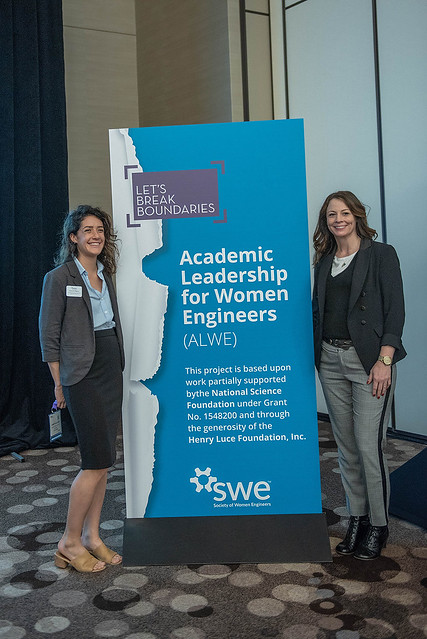 LET'S
BREAK
BOUNDARIES
Academic
Leadership
for Women
Engineers
(ALWE)
This project is based upon
work partially supported
bythe National Science
Foundation under Grant
No. 1548200 and through
the generosity of the
Henry Luce Foundation, Inc.
swe
Society of Women Engineers